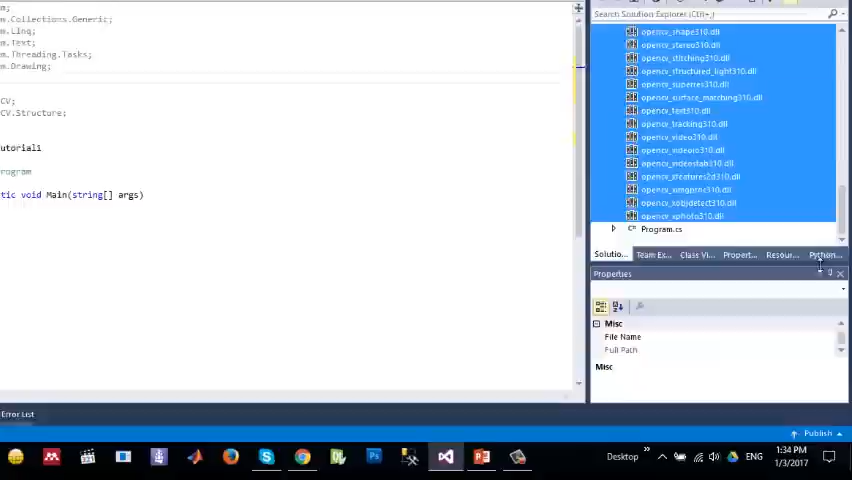 m;
m.Collections.Generic;
m.Linq;
m.Text;
m.Threading.Tasks;
m.Drawing;
CV;
CV.Structure;
utorial1
rogram
tic void Main(string[] args)
Error List
Search Solution Explorer (Ctrl+;)
opencv_shape310.dll
opencv_stereo310.dll
opencv_stitching310.dll
opencv_structured_light310.dll
opencv_superres310.dll
opencv_surface_matching310.dll
opencv_text310.dll
opencv_tracking310.dll
opencv_video310.dll
opencv_videoio310.dll
opencv_videostab310.dll
opencv_xfeatures2d310.dll
opencv_ximgproc310.dll
opencv_xobjdetect310.dll
opencv_xphoto310.dll
C# Program.cs
Solutio... Team Ex... Class Vi... Propert... Resour... Python...
Properties
Misc
File Name
Full Path
Misc
Publish
Desktop
ENG
1:34 PM
1/3/2017